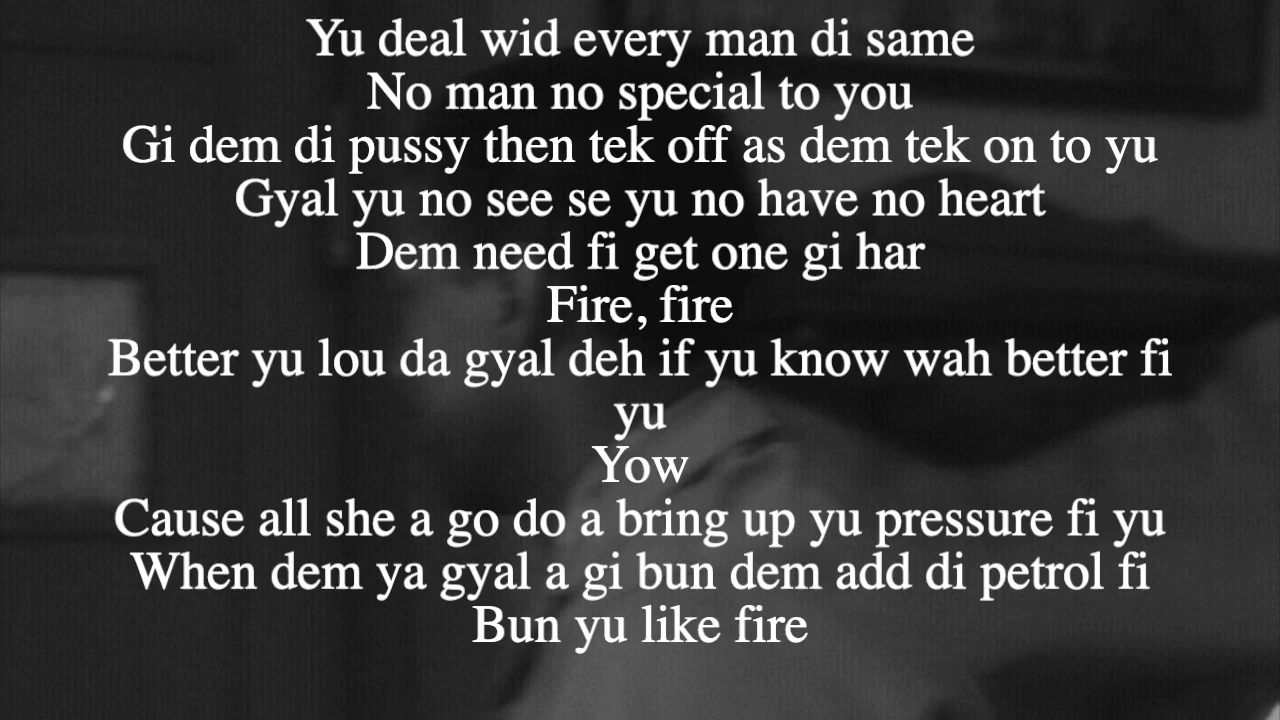 Yu deal wid every man di same
No man no special to you
Gi dem di pussy then tek off as dem tek on to yu
Gyal yu no see se yu no have no heart
Dem need fi get one gi har
Fire, fire
Better yu lou da gyal deh if yu know wah better fi
yu
Yow
Cause all she a go do a bring up yu pressure fi yu
When dem ya gyal a gi bun dem add di petrol fi
Bun yu like fire